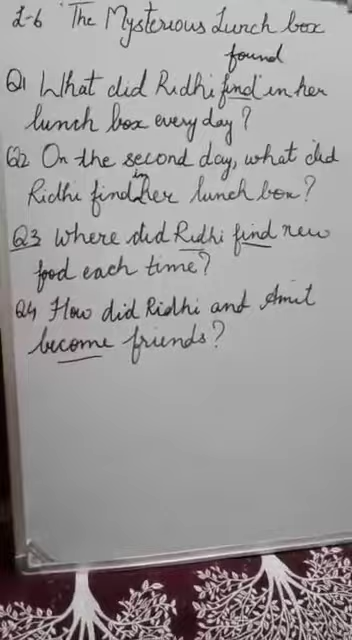 L-6 The Mysterious Lunch box
found
Q1 What did Ridhi find in her
lunch box every day?
Q2 On the second day, what did
Ridhi find in her lunch box?
Q3 Where did Ridhi find new
food each time?
Q4 How did Ridhi and Amit
become friends?